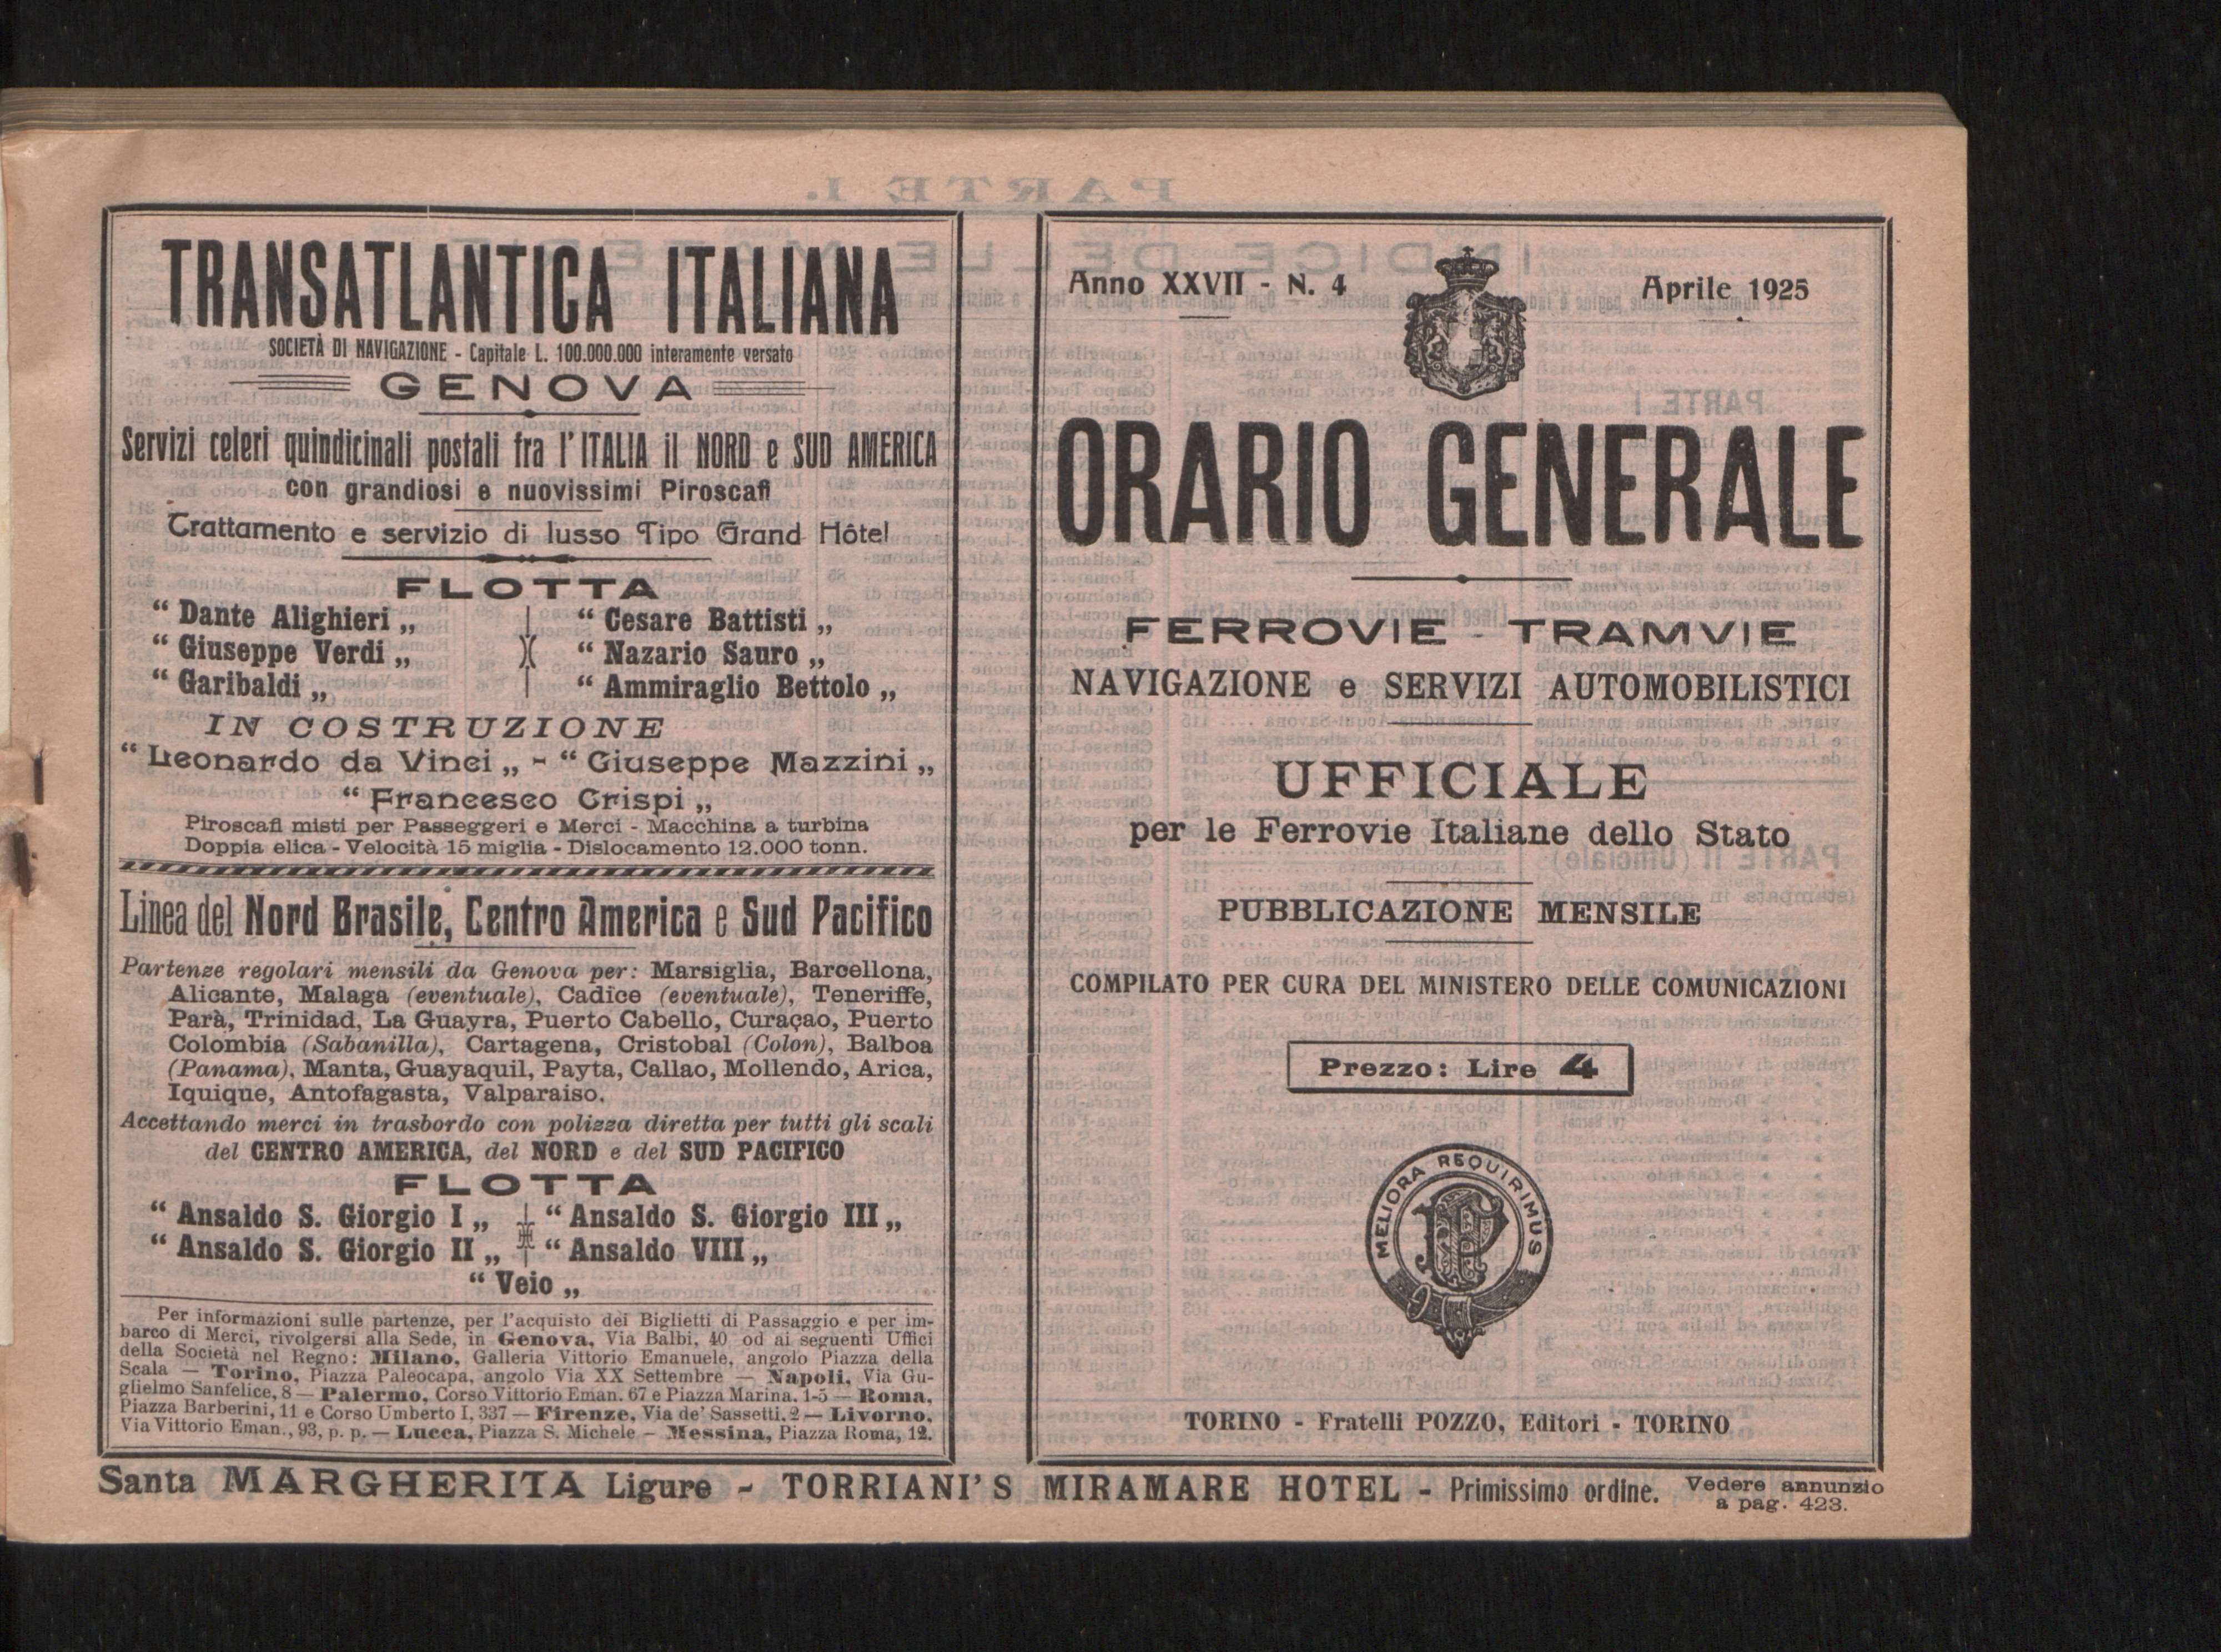 TRANSATLANTICA ITALIANA
SOCIETÀ DI NAVIGAZIONE - Capitale L. 100.000.000 interamente versato
GENOVA
Servizi celeri quindicinali postali fra l'ITALIA il NORD e SUD AMERICA
con grandiosi e nuovissimi Piroscafi
Trattamento e servizio di lusso Tipo Grand Hôtel
FLOTTA
“ Dante Alighieri „ “ Cesare Battisti „
“ Giuseppe Verdi „ “ Nazario Sauro „
“ Garibaldi „ “ Ammiraglio Bettolo „
IN COSTRUZIONE
“ Leonardo da Vinci „ - “ Giuseppe Mazzini „
“ Francesco Crispi „
Piroscafi misti per Passeggeri e Merci - Macchina a turbina
Doppia elica - Velocità 15 miglia - Dislocamento 12.000 tonn.
Linea del Nord Brasile, Centro America e Sud Pacifico
Partenze regolari mensili da Genova per: Marsiglia, Barcellona,
Alicante, Malaga (eventuale), Cadice (eventuale), Teneriffe,
Parà, Trinidad, La Guayra, Puerto Cabello, Curaçao, Puerto
Colombia (Sabanilla), Cartagena, Cristobal (Colon), Balboa
(Panama), Manta, Guayaquil, Payta, Callao, Mollendo, Arica,
Iquique, Antofagasta, Valparaiso.
Accettando merci in trasbordo con polizza diretta per tutti gli scali
del CENTRO AMERICA, del NORD e del SUD PACIFICO
FLOTTA
“ Ansaldo S. Giorgio I „ “ Ansaldo S. Giorgio III „
“ Ansaldo S. Giorgio II „ “ Ansaldo VIII „
“ Veio „
Per informazioni sulle partenze, per l'acquisto dei Biglietti di Passaggio e per im-
barco di Merci, rivolgersi alla Sede, in Genova, Via Balbi, 40 od ai seguenti Uffici
della Società nel Regno: Milano, Galleria Vittorio Emanuele, angolo Piazza della
Scala — Torino, Piazza Paleocapa, angolo Via XX Settembre — Napoli, Via Gu-
glielmo Sanfelice, 8 — Palermo, Corso Vittorio Eman. 67 e Piazza Marina, 1-5 — Roma,
Piazza Barberini, 11 e Corso Umberto I, 337 — Firenze, Via de' Sassetti, 2 — Livorno,
Via Vittorio Eman., 93, p. p. — Lucca, Piazza S. Michele — Messina, Piazza Roma, 12.
Anno XXVII - N. 4 Aprile 1925
ORARIO GENERALE
FERROVIE - TRAMVIE
NAVIGAZIONE e SERVIZI AUTOMOBILISTICI
UFFICIALE
per le Ferrovie Italiane dello Stato
PUBBLICAZIONE MENSILE
COMPILATO PER CURA DEL MINISTERO DELLE COMUNICAZIONI
Prezzo: Lire 4
MELIORA REQUIRIMUS
TORINO - Fratelli POZZO, Editori - TORINO
Santa MARGHERITA Ligure - TORRIANI'S MIRAMARE HOTEL - Primissimo ordine. Vedere annunzio
a pag. 423.